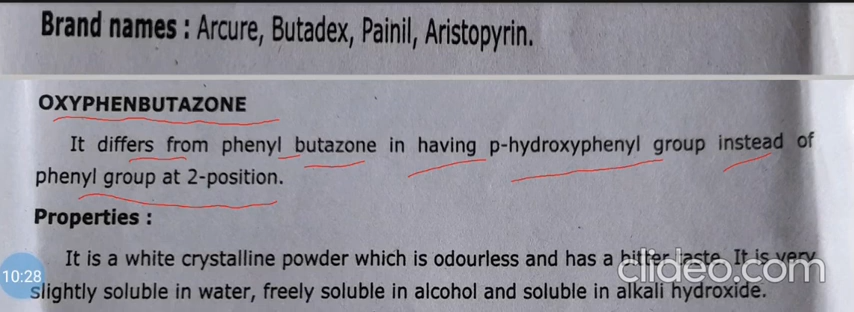 Brand names : Arcure, Butadex, Painil, Aristopyrin.
OXYPHENBUTAZONE
It differs from phenyl butazone in having p-hydroxyphenyl group instead of
phenyl group at 2-position.
Properties :
It is a white crystalline powder which is odourless and has a bitter taste. It is very
clideo.com
10:28
slightly soluble in water, freely soluble in alcohol and soluble in alkali hydroxide.